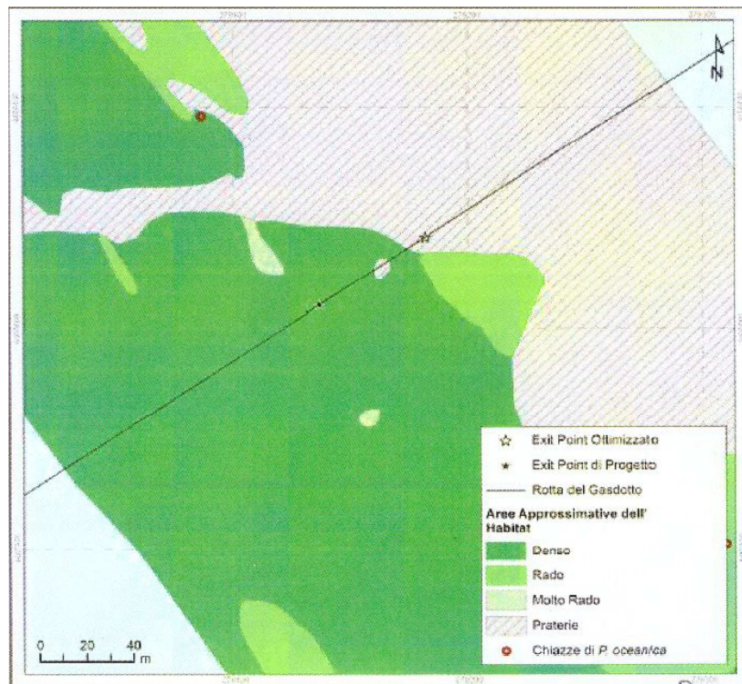 N
Exit Point Ottimizzato
Exit Point di Progetto
Rotta del Gasdotto
Aree Approssimative dell'
Habitat
Denso
Rado
Molto Rado
Praterie
Chiazze di P. oceanica
0 20 40
m